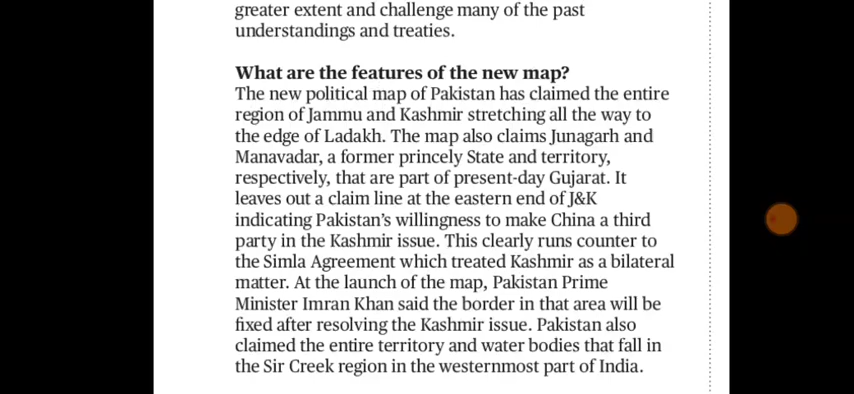 greater extent and challenge many of the past
understandings and treaties.
What are the features of the new map?
The new political map of Pakistan has claimed the entire
region of Jammu and Kashmir stretching all the way to
the edge of Ladakh. The map also claims Junagarh and
Manavadar, a former princely State and territory,
respectively, that are part of present-day Gujarat. It
leaves out a claim line at the eastern end of J&K
indicating Pakistan's willingness to make China a third
party in the Kashmir issue. This clearly runs counter to
the Simla Agreement which treated Kashmir as a bilateral
matter. At the launch of the map, Pakistan Prime
Minister Imran Khan said the border in that area will be
fixed after resolving the Kashmir issue. Pakistan also
claimed the entire territory and water bodies that fall in
the Sir Creek region in the westernmost part of India.